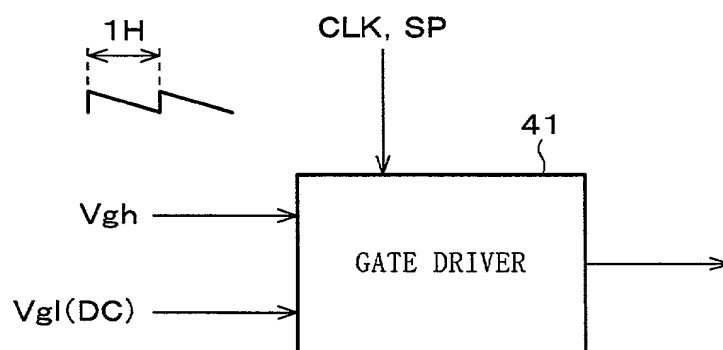 1H
CLK, SP
41
Vgh
GATE DRIVER
Vgl(DC)